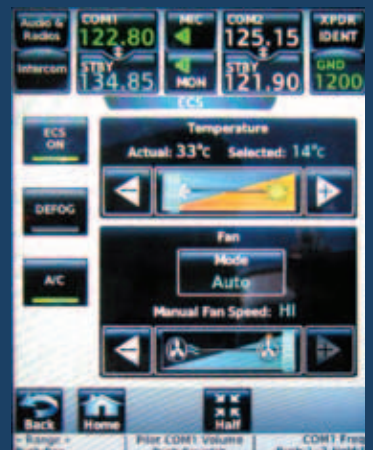 Audio & Radios
COM1
122.80
STBY
134.85
MIC
MON
COM2
125.15
STBY
121.90
XPDR
IDENT
GND
1200
Intercom
ECS
ECS ON
DEFOG
A/C
Temperature
Actual: 33°c Selected: 14°c
Fan
Mode
Auto
Manual Fan Speed: HI
Back
Home
Half
- Range +
Pilot COM1 Volume
COM1 Freq